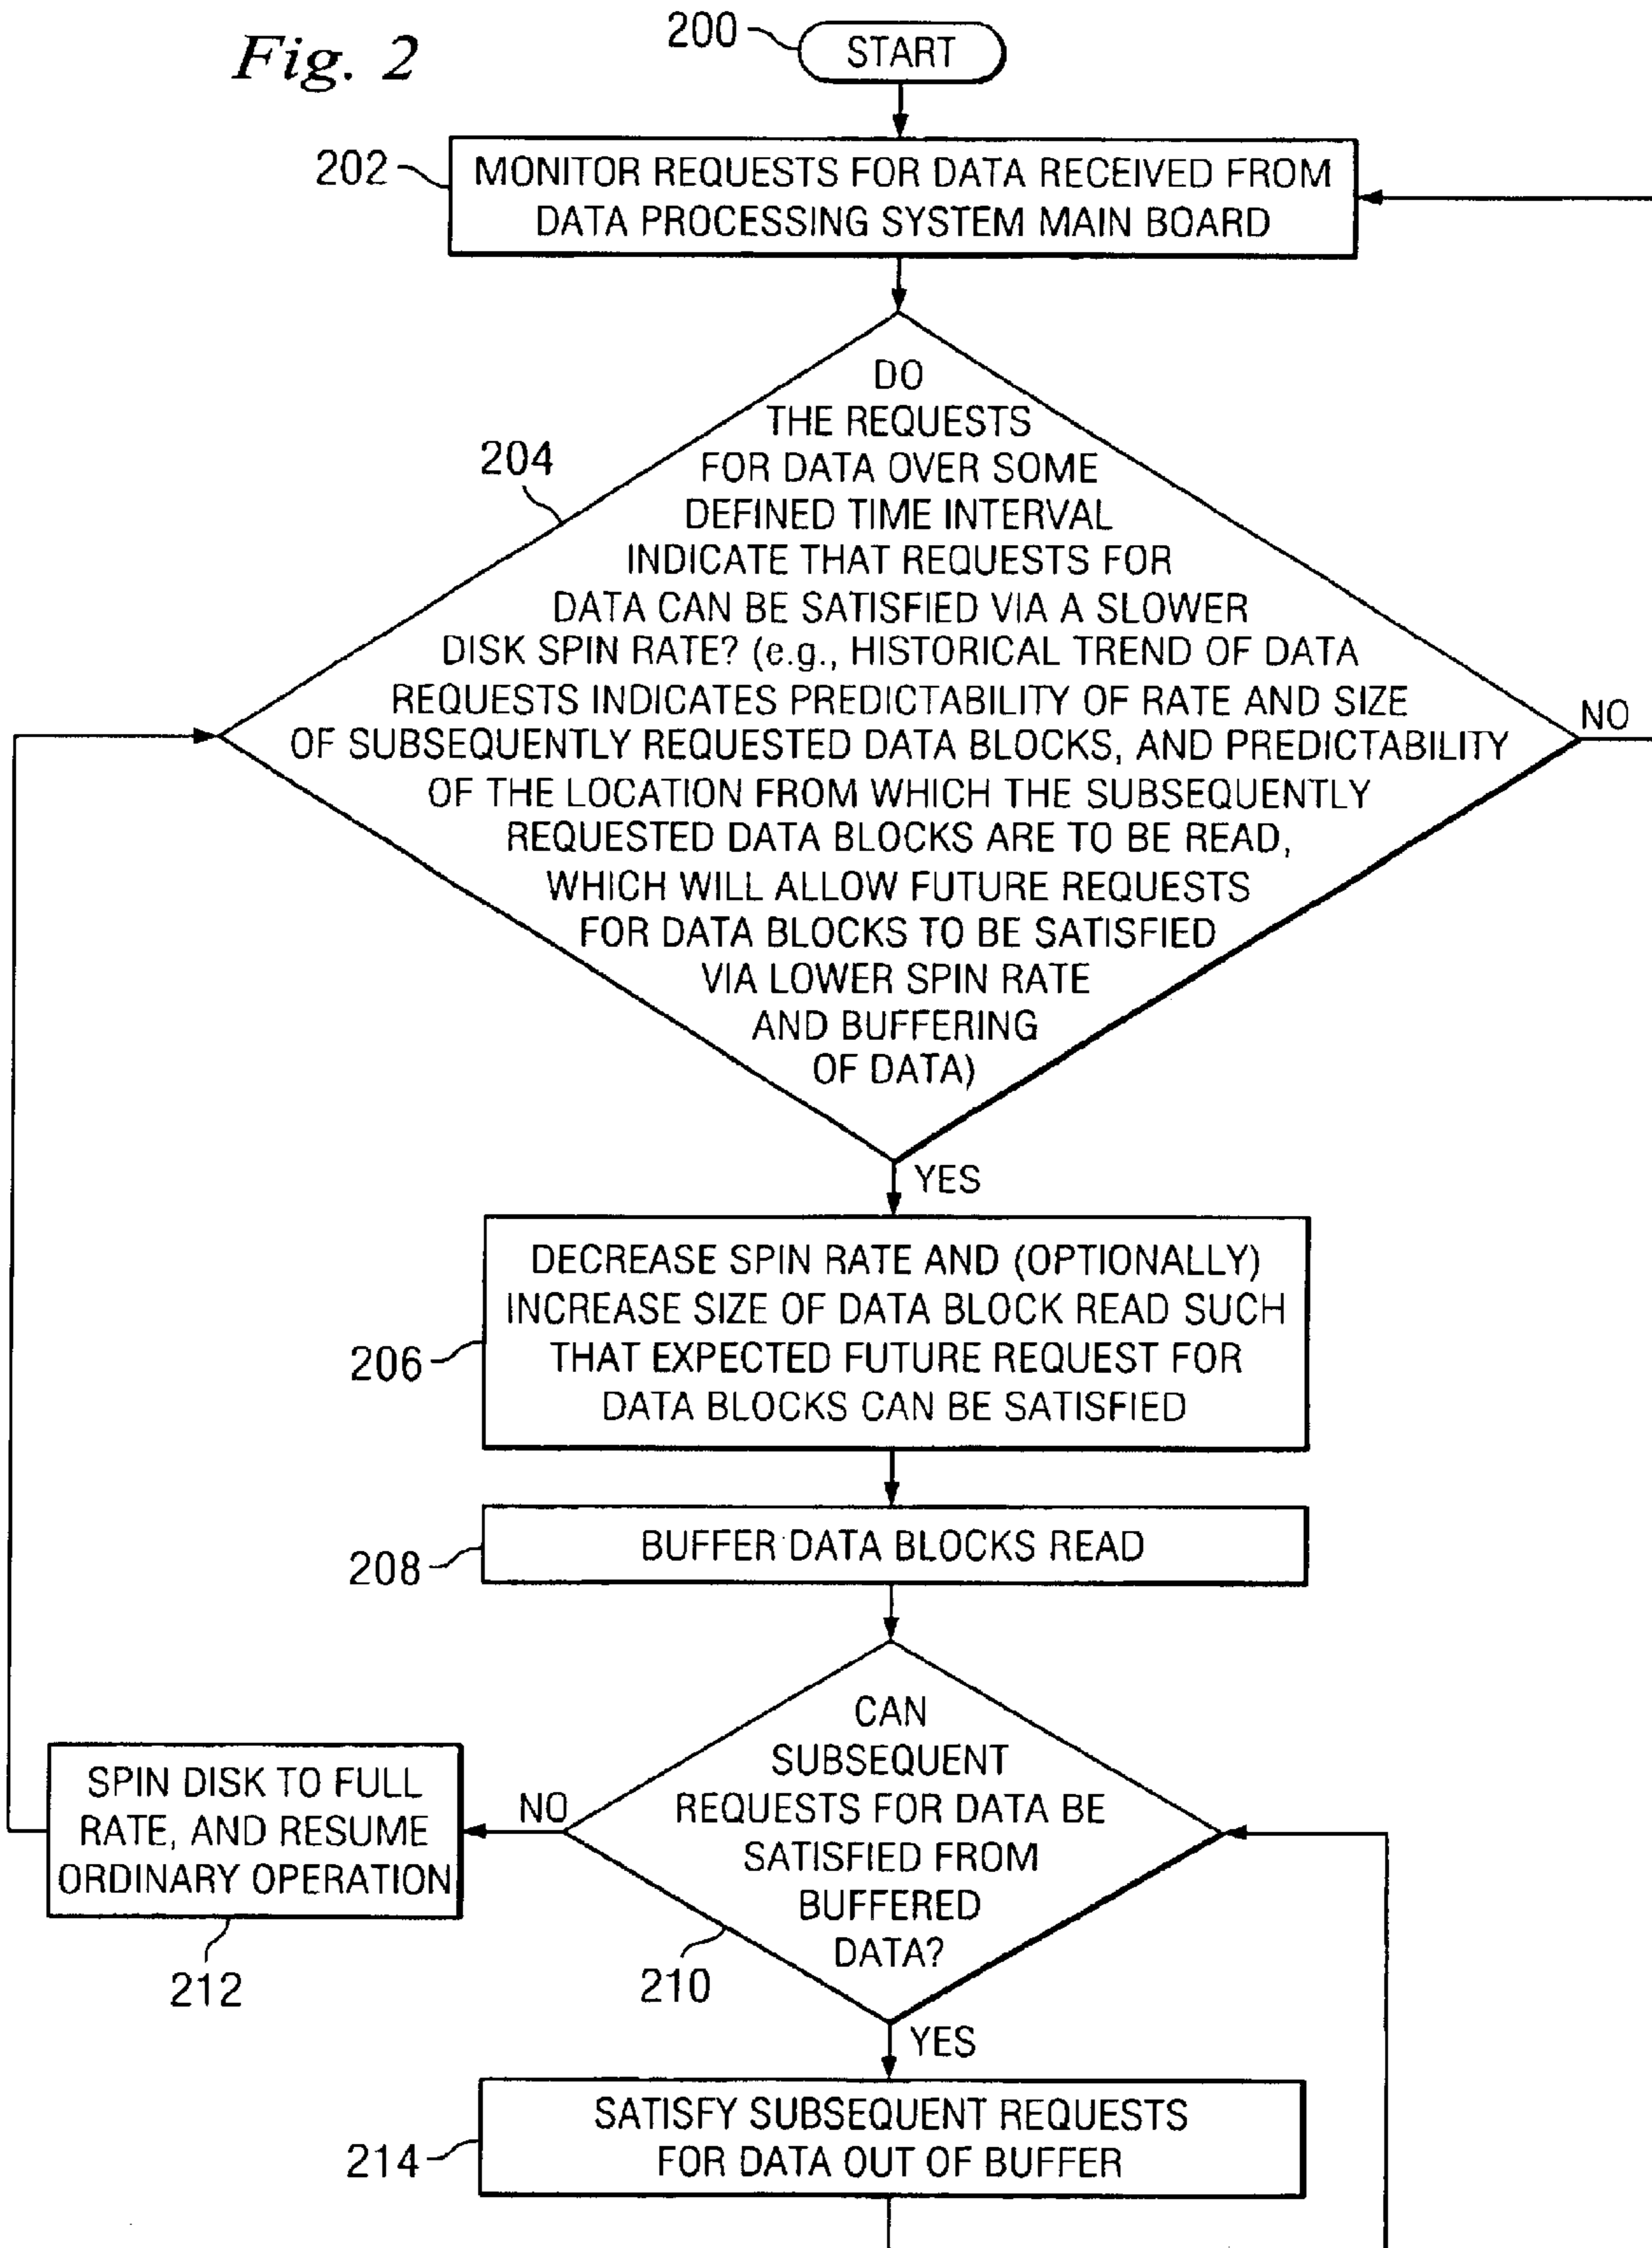 Fig. 2
200
START
202
MONITOR REQUESTS FOR DATA RECEIVED FROM
DATA PROCESSING SYSTEM MAIN BOARD
204
DO
THE REQUESTS
FOR DATA OVER SOME
DEFINED TIME INTERVAL
INDICATE THAT REQUESTS FOR
DATA CAN BE SATISFIED VIA A SLOWER
DISK SPIN RATE? (e.g., HISTORICAL TREND OF DATA
REQUESTS INDICATES PREDICTABILITY OF RATE AND SIZE
OF SUBSEQUENTLY REQUESTED DATA BLOCKS, AND PREDICTABILITY
OF THE LOCATION FROM WHICH THE SUBSEQUENTLY
REQUESTED DATA BLOCKS ARE TO BE READ,
WHICH WILL ALLOW FUTURE REQUESTS
FOR DATA BLOCKS TO BE SATISFIED
VIA LOWER SPIN RATE
AND BUFFERING
OF DATA)
NO
YES
206
DECREASE SPIN RATE AND (OPTIONALLY)
INCREASE SIZE OF DATA BLOCK READ SUCH
THAT EXPECTED FUTURE REQUEST FOR
DATA BLOCKS CAN BE SATISFIED
208
BUFFER DATA BLOCKS READ
210
CAN
SUBSEQUENT
REQUESTS FOR DATA BE
SATISFIED FROM
BUFFERED
DATA?
NO
SPIN DISK TO FULL
RATE, AND RESUME
ORDINARY OPERATION
212
YES
214
SATISFY SUBSEQUENT REQUESTS
FOR DATA OUT OF BUFFER